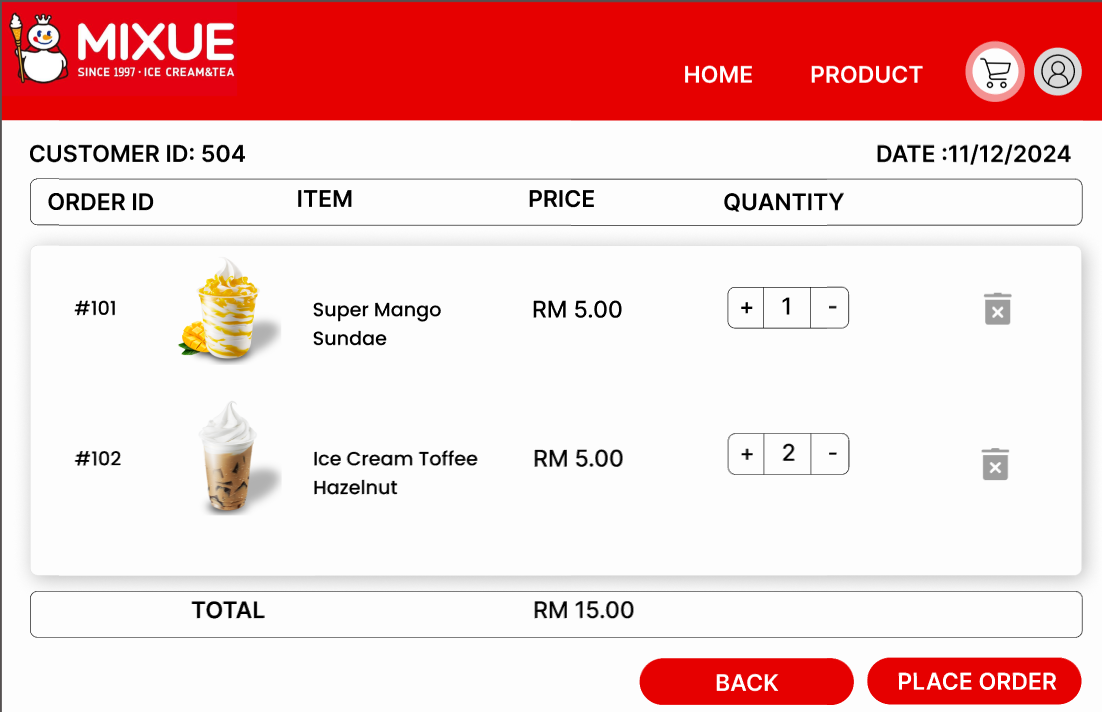 MIXUE
SINCE 1997 · ICE CREAM&TEA
HOME PRODUCT
CUSTOMER ID: 504 DATE :11/12/2024
ORDER ID ITEM PRICE QUANTITY
#101 Super Mango Sundae RM 5.00 + 1 -
#102 Ice Cream Toffee Hazelnut RM 5.00 + 2 -
TOTAL RM 15.00
BACK PLACE ORDER